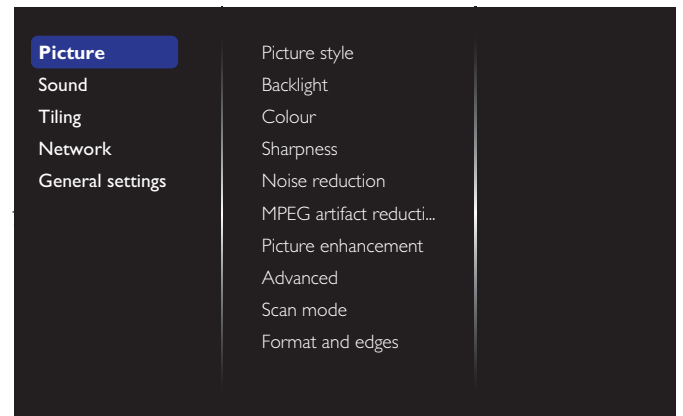 Picture
Sound
Tiling
Network
General settings
Picture style
Backlight
Colour
Sharpness
Noise reduction
MPEG artifact reducti...
Picture enhancement
Advanced
Scan mode
Format and edges